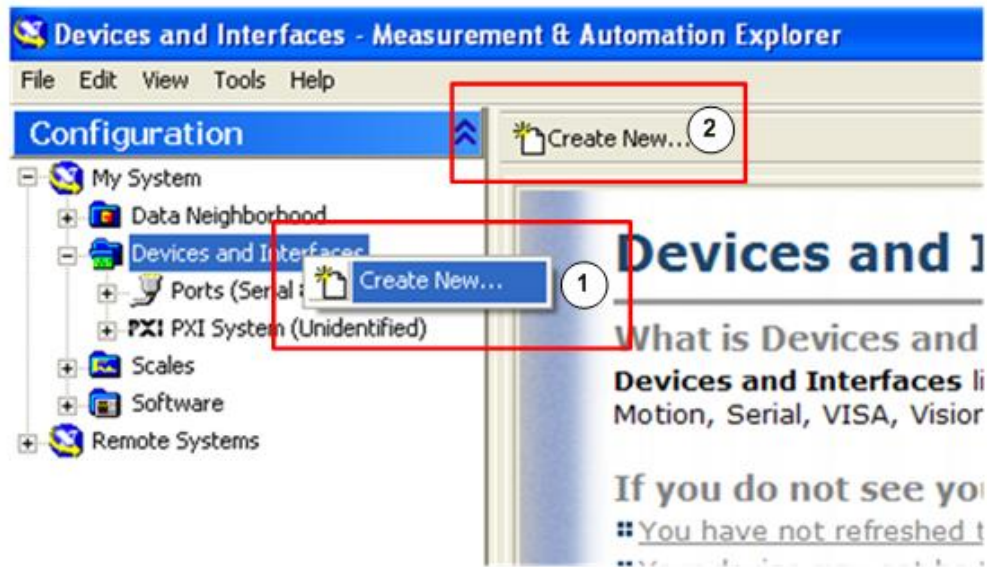 Devices and Interfaces - Measurement & Automation Explorer
File Edit View Tools Help
Configuration
Create New... 2
My System
Data Neighborhood
Devices and Interfaces
Create New... 1
Ports (Serial
PXI PXI System (Unidentified)
Scales
Software
Remote Systems
Devices and
What is Devices and
Devices and Interfaces
Motion, Serial, VISA,
If you do not see
You have not refreshed